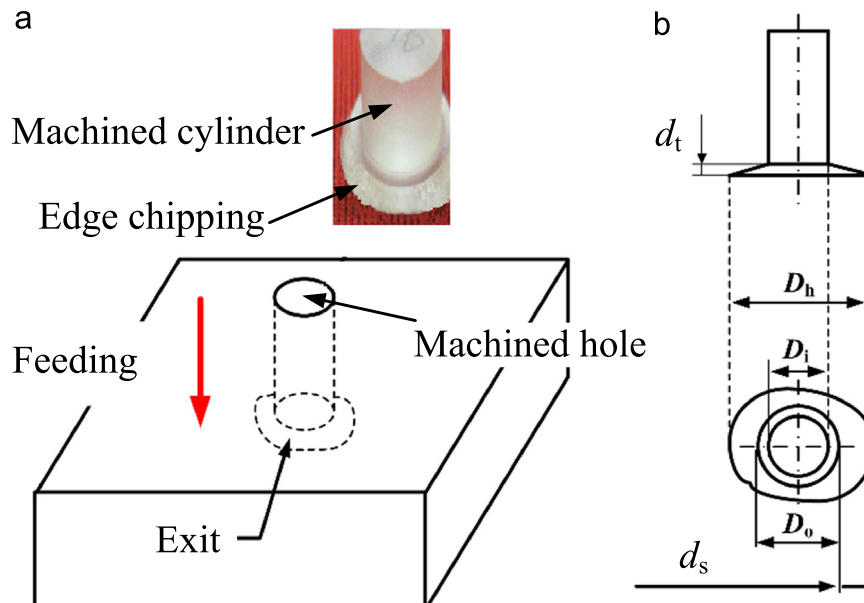 a
b
Machined cylinder
Edge chipping
Feeding
Machined hole
Exit
dt
Dh
Di
Do
ds